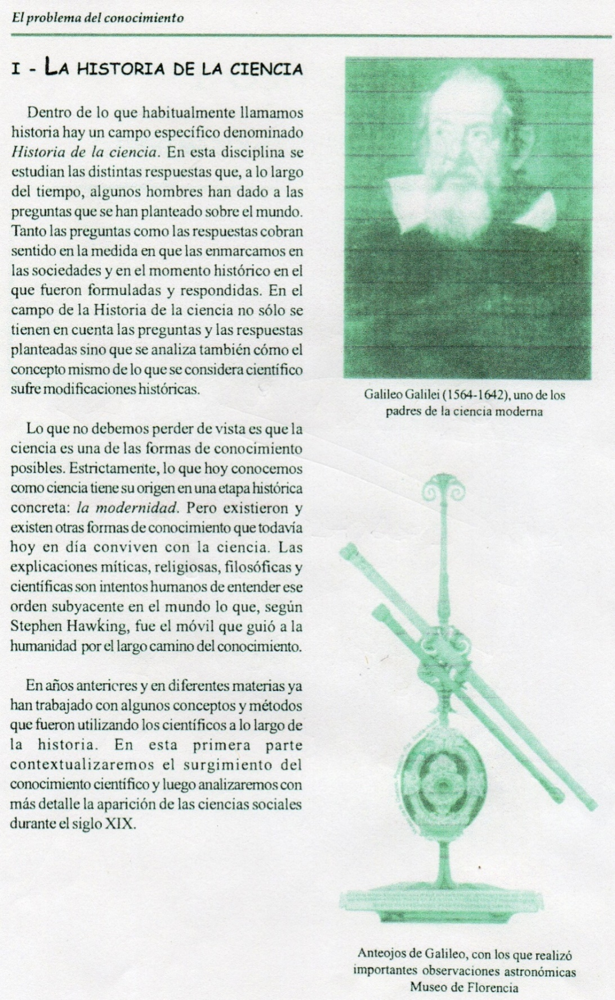 El problema del conocimiento
I - LA HISTORIA DE LA CIENCIA
Dentro de lo que habitualmente llamamos
historia hay un campo específico denominado
Historia de la ciencia. En esta disciplina se
estudian las distintas respuestas que, a lo largo
del tiempo, algunos hombres han dado a las
preguntas que se han planteado sobre el mundo.
Tanto las preguntas como las respuestas cobran
sentido en la medida en que las enmarcamos en
las sociedades y en el momento histórico en el
que fueron formuladas y respondidas. En el
campo de la Historia de la ciencia no sólo se
tienen en cuenta las preguntas y las respuestas
planteadas sino que se analiza también cómo el
concepto mismo de lo que se considera científico
sufre modificaciones históricas.
Lo que no debemos perder de vista es que la
ciencia es una de las formas de conocimiento
posibles. Estrictamente, lo que hoy conocemos
como ciencia tiene su origen en una etapa histórica
concreta: la modernidad. Pero existieron y
existen otras formas de conocimiento que todavía
hoy en día conviven con la ciencia. Las
explicaciones míticas, religiosas, filosóficas y
científicas son intentos humanos de entender ese
orden subyacente en el mundo lo que, según
Stephen Hawking, fue el móvil que guió a la
humanidad por el largo camino del conocimiento.
En años anteriores y en diferentes materias ya
han trabajado con algunos conceptos y métodos
que fueron utilizando los científicos a lo largo de
la historia. En esta primera parte
contextualizaremos el surgimiento del
conocimiento científico y luego analizaremos con
más detalle la aparición de las ciencias sociales
durante el siglo XIX.
Galileo Galilei (1564-1642), uno de los
padres de la ciencia moderna
Anteojos de Galileo, con los que realizó
importantes observaciones astronómicas
Museo de Florencia